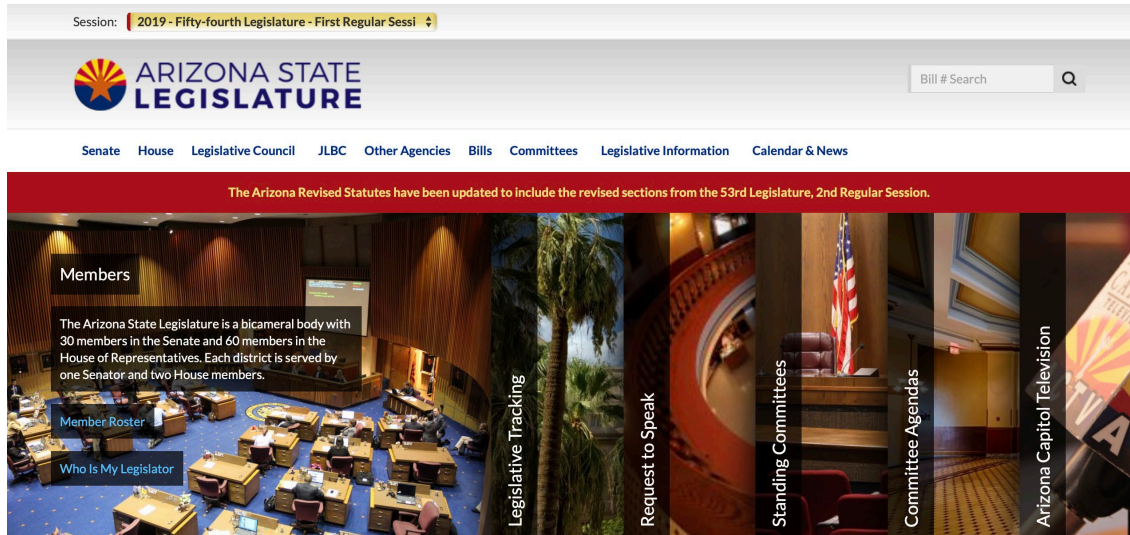 Session: 2019 - Fifty-fourth Legislature - First Regular Sessi
ARIZONA STATE
LEGISLATURE
Bill # Search
Senate House Legislative Council JLBC Other Agencies Bills Committees Legislative Information Calendar & News
The Arizona Revised Statutes have been updated to include the revised sections from the 53rd Legislature, 2nd Regular Session.
Members
The Arizona State Legislature is a bicameral body with
30 members in the Senate and 60 members in the
House of Representatives. Each district is served by
one Senator and two House members.
Member Roster
Who Is My Legislator
Legislative Tracking
Request to Speak
Standing Committees
Committee Agendas
Arizona Capitol Television